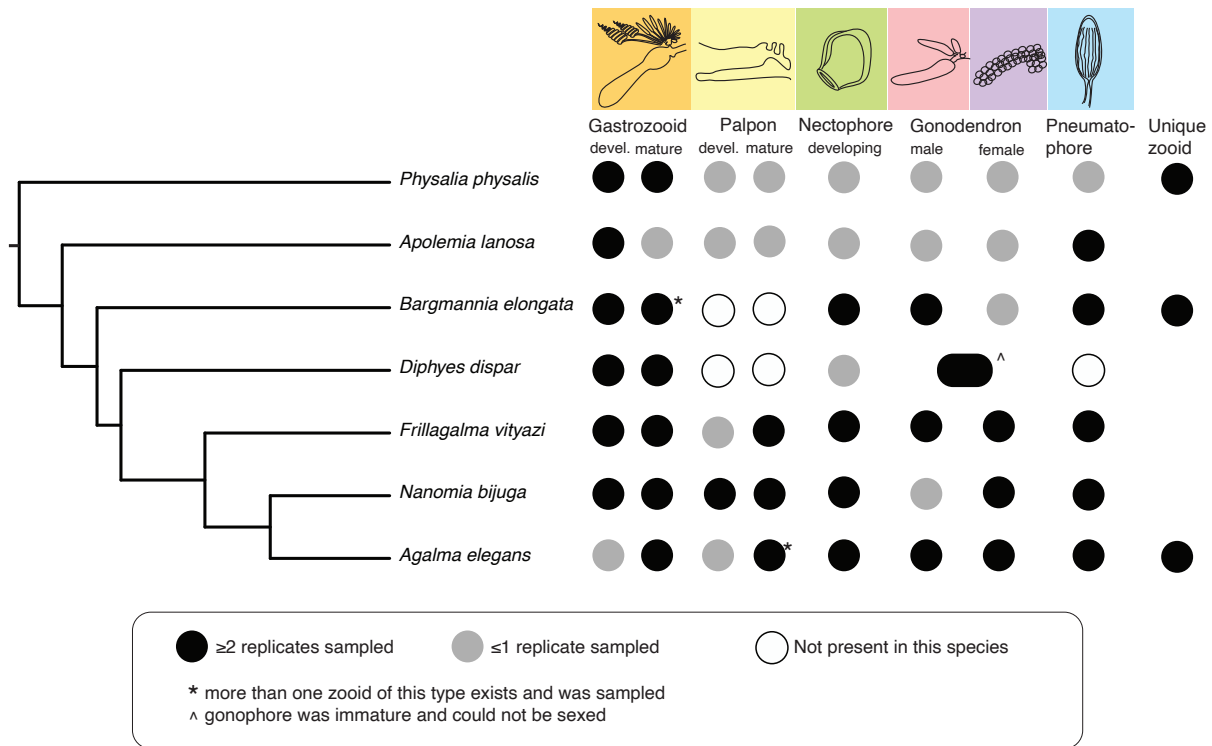 Gastrozooid Palpon Nectophore Gonodendron Pneumato- Unique
devel. mature devel. mature developing male female phore zooid
Physalia physalis
Apolemia lanosa
Bargmannia elongata *
Diphyes dispar ^
Frillagalma vityazi
Nanomia bijuga
Agalma elegans *
≥2 replicates sampled ≤1 replicate sampled Not present in this species
* more than one zooid of this type exists and was sampled
^ gonophore was immature and could not be sexed